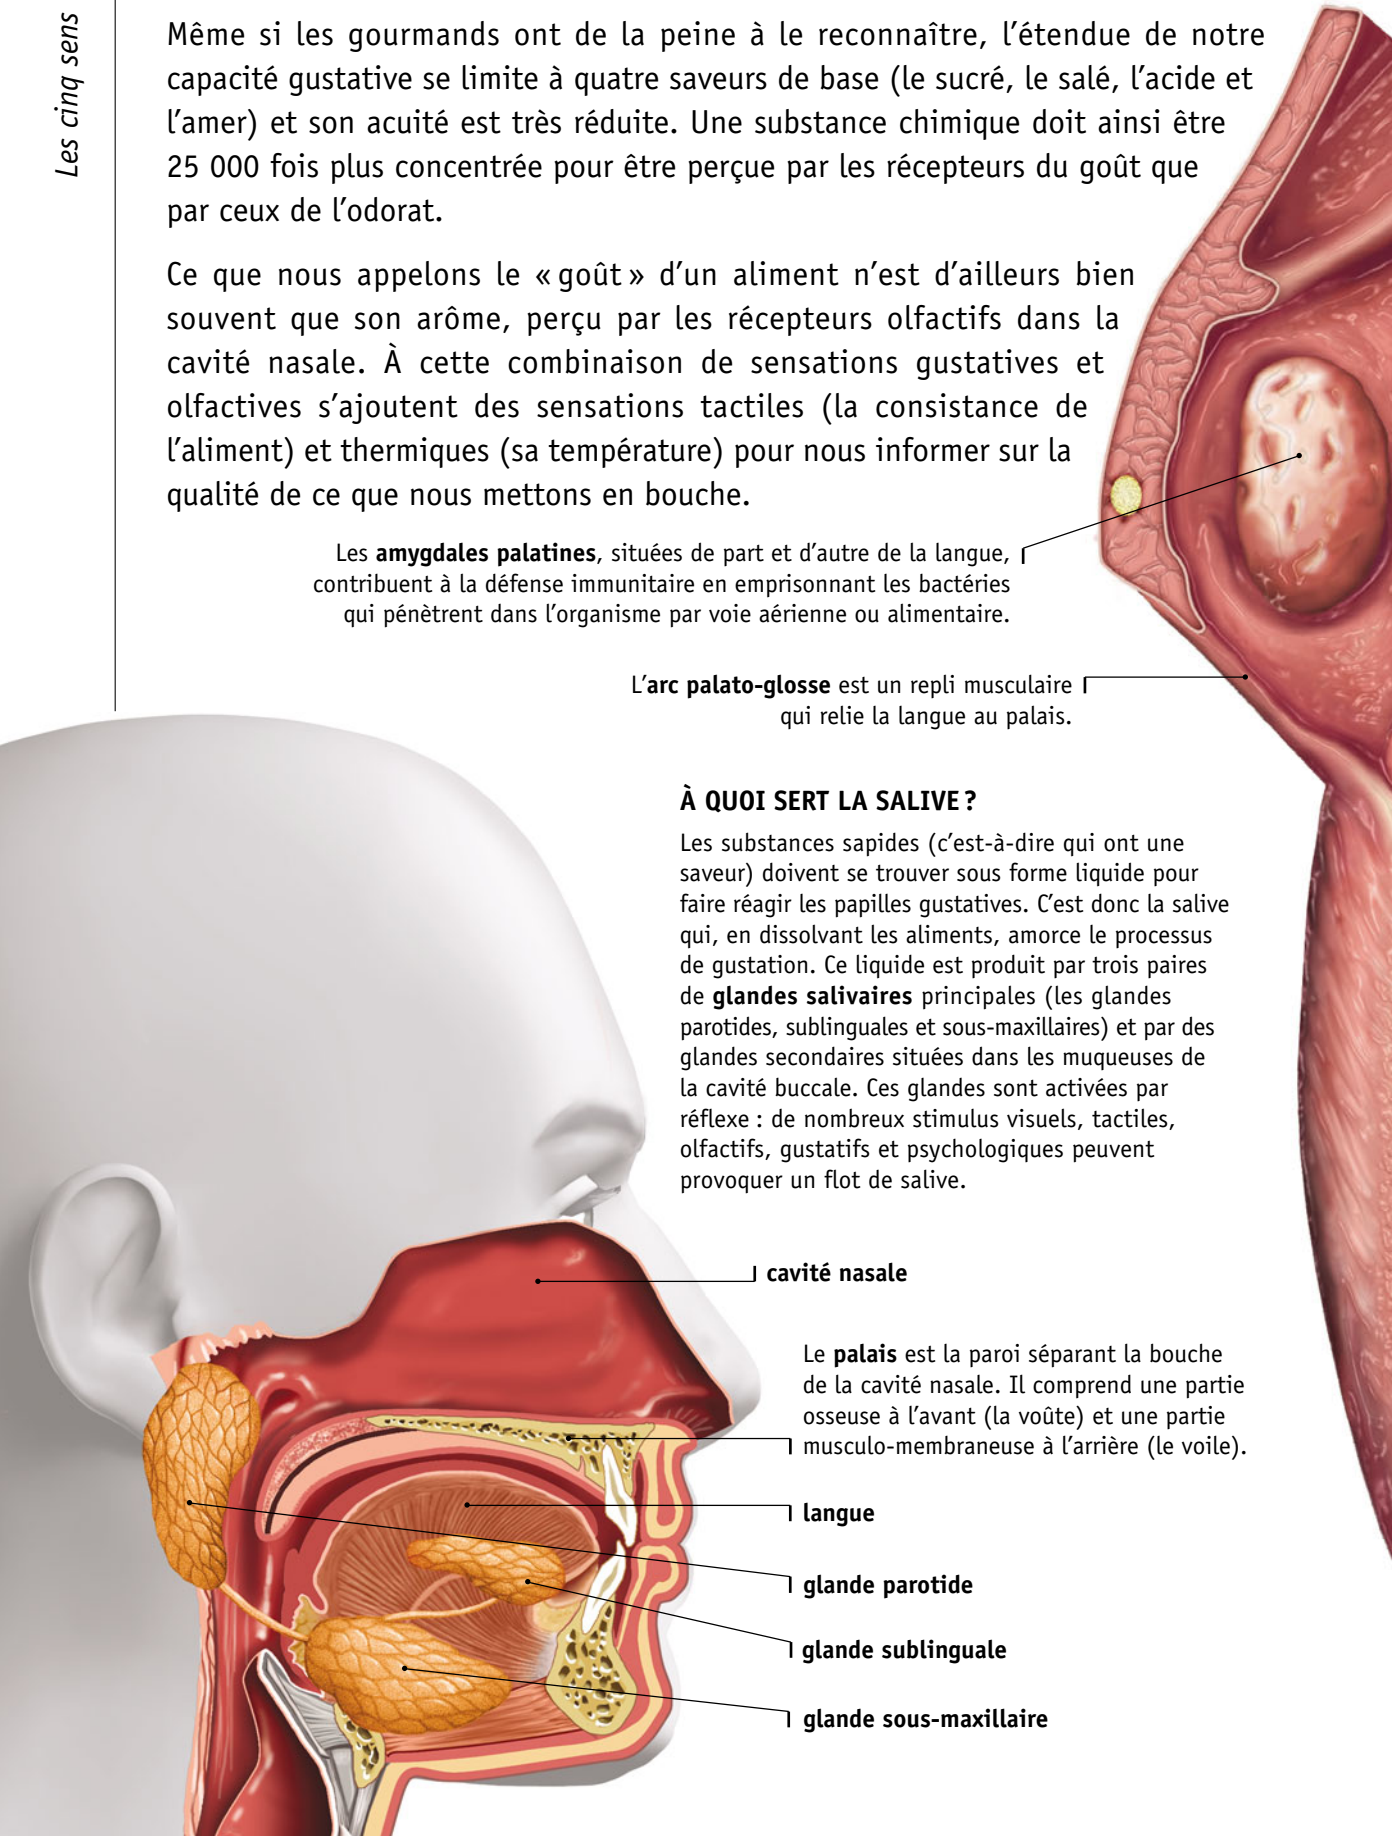 Les cinq sens
Même si les gourmands ont de la peine à le reconnaître, l’étendue de notre
capacité gustative se limite à quatre saveurs de base (le sucré, le salé, l’acide et
l’amer) et son acuité est très réduite. Une substance chimique doit ainsi être
25 000 fois plus concentrée pour être perçue par les récepteurs du goût que
par ceux de l’odorat.
Ce que nous appelons le « goût » d’un aliment n’est d’ailleurs bien
souvent que son arôme, perçu par les récepteurs olfactifs dans la
cavité nasale. À cette combinaison de sensations gustatives et
olfactives s’ajoutent des sensations tactiles (la consistance de
l’aliment) et thermiques (sa température) pour nous informer sur la
qualité de ce que nous mettons en bouche.
Les amygdales palatines, situées de part et d’autre de la langue,
contribuent à la défense immunitaire en emprisonnant les bactéries
qui pénètrent dans l’organisme par voie aérienne ou alimentaire.
L’arc palato-glosse est un repli musculaire
qui relie la langue au palais.
À QUOI SERT LA SALIVE ?
Les substances sapides (c’est-à-dire qui ont une
saveur) doivent se trouver sous forme liquide pour
faire réagir les papilles gustatives. C’est donc la salive
qui, en dissolvant les aliments, amorce le processus
de gustation. Ce liquide est produit par trois paires
de glandes salivaires principales (les glandes
parotides, sublinguales et sous-maxillaires) et par des
glandes secondaires situées dans les muqueuses de
la cavité buccale. Ces glandes sont activées par
réflexe : de nombreux stimulus visuels, tactiles,
olfactifs, gustatifs et psychologiques peuvent
provoquer un flot de salive.
cavité nasale
Le palais est la paroi séparant la bouche
de la cavité nasale. Il comprend une partie
osseuse à l’avant (la voûte) et une partie
musculo-membraneuse à l’arrière (le voile).
langue
glande parotide
glande sublinguale
glande sous-maxillaire